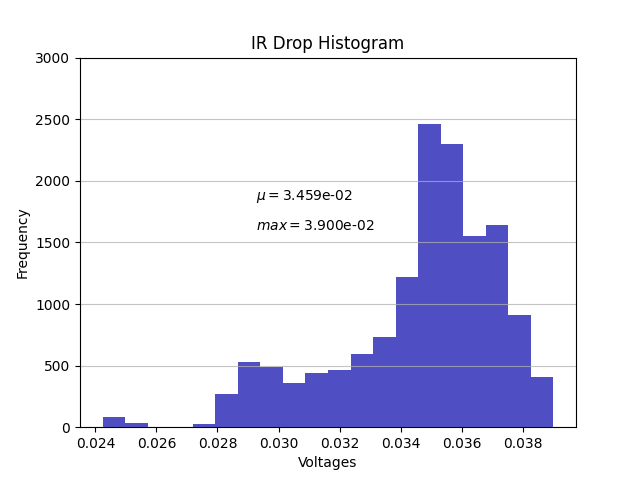 IR Drop Histogram
3000
2500
2000
1500
1000
500
0
Frequency
μ = 3.459e-02
max = 3.900e-02
0.024 0.026 0.028 0.030 0.032 0.034 0.036 0.038
Voltages